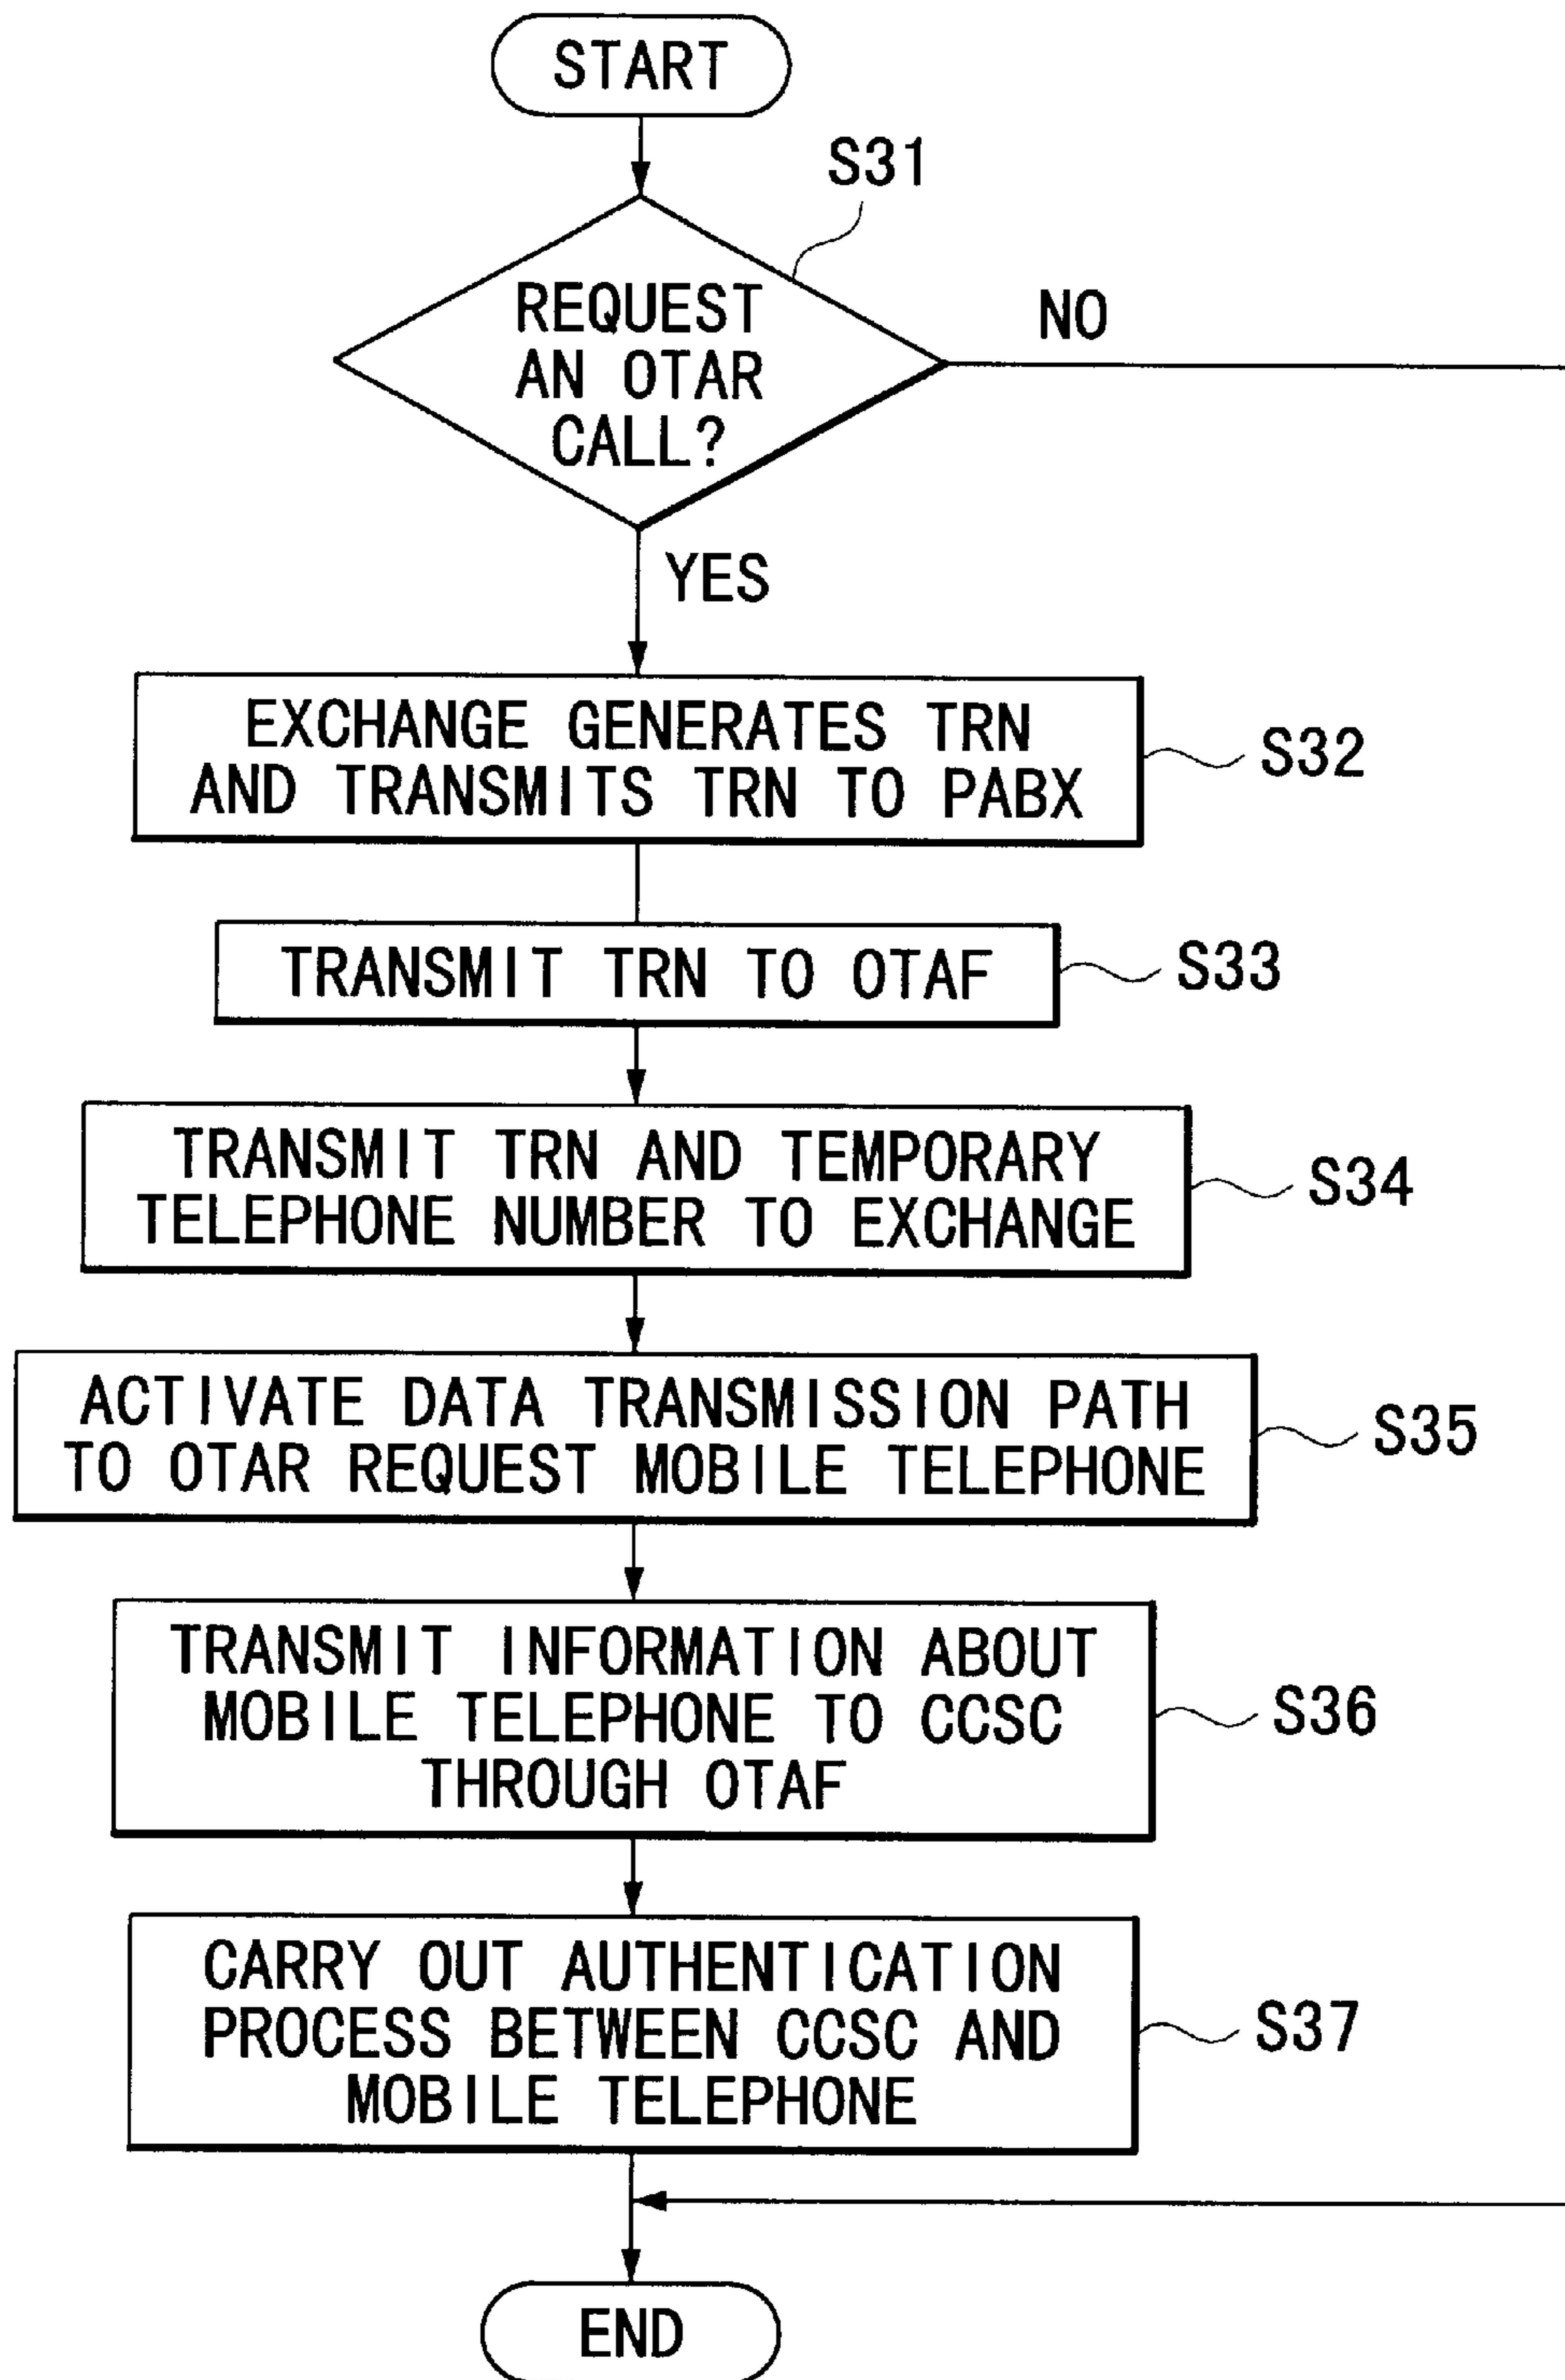 START
S31
REQUEST
AN OTAR
CALL?
NO
YES
EXCHANGE GENERATES TRN
AND TRANSMITS TRN TO PABX
S32
TRANSMIT TRN TO OTAF
S33
TRANSMIT TRN AND TEMPORARY
TELEPHONE NUMBER TO EXCHANGE
S34
ACTIVATE DATA TRANSMISSION PATH
TO OTAR REQUEST MOBILE TELEPHONE
S35
TRANSMIT INFORMATION ABOUT
MOBILE TELEPHONE TO CCSC
THROUGH OTAF
S36
CARRY OUT AUTHENTICATION
PROCESS BETWEEN CCSC AND
MOBILE TELEPHONE
S37
END